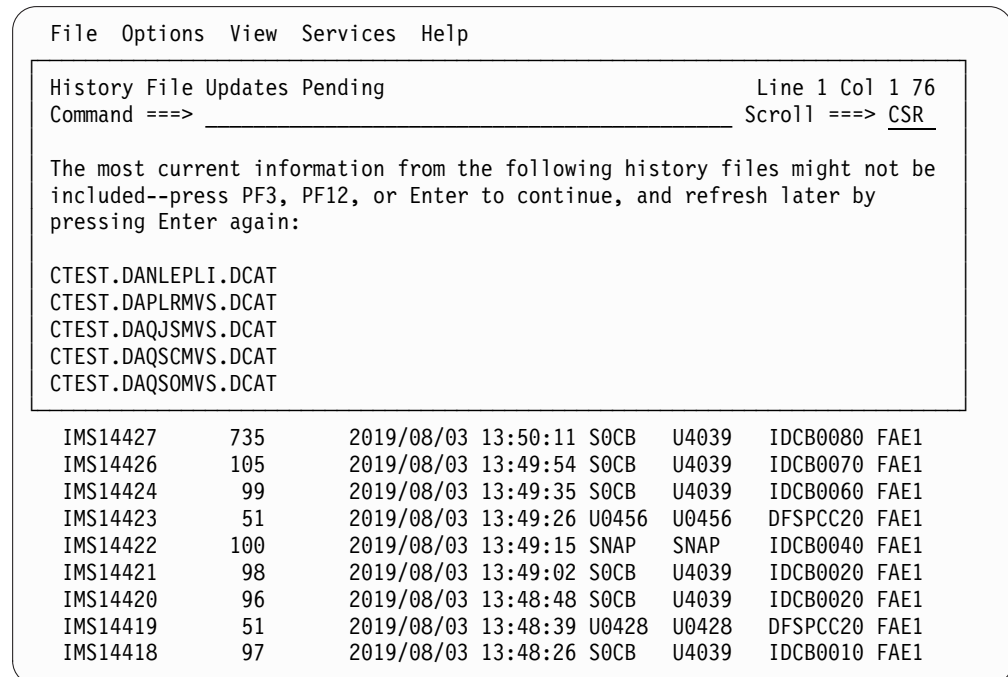 File Options View Services Help
History File Updates Pending Line 1 Col 1 76
Command ===> Scroll ===> CSR
The most current information from the following history files might not be
included--press PF3, PF12, or Enter to continue, and refresh later by
pressing Enter again:
CTEST.DANLEPLI.DCAT
CTEST.DAPLRMVS.DCAT
CTEST.DAQJSMVS.DCAT
CTEST.DAQSCMVS.DCAT
CTEST.DAQSOMVS.DCAT
IMS14427 735 2019/08/03 13:50:11 S0CB U4039 IDCB0080 FAE1
IMS14426 105 2019/08/03 13:49:54 S0CB U4039 IDCB0070 FAE1
IMS14424 99 2019/08/03 13:49:35 S0CB U4039 IDCB0060 FAE1
IMS14423 51 2019/08/03 13:49:26 U0456 U0456 DFSPCC20 FAE1
IMS14422 100 2019/08/03 13:49:15 SNAP SNAP IDCB0040 FAE1
IMS14421 98 2019/08/03 13:49:02 S0CB U4039 IDCB0020 FAE1
IMS14420 96 2019/08/03 13:48:48 S0CB U4039 IDCB0020 FAE1
IMS14419 51 2019/08/03 13:48:39 U0428 U0428 DFSPCC20 FAE1
IMS14418 97 2019/08/03 13:48:26 S0CB U4039 IDCB0010 FAE1